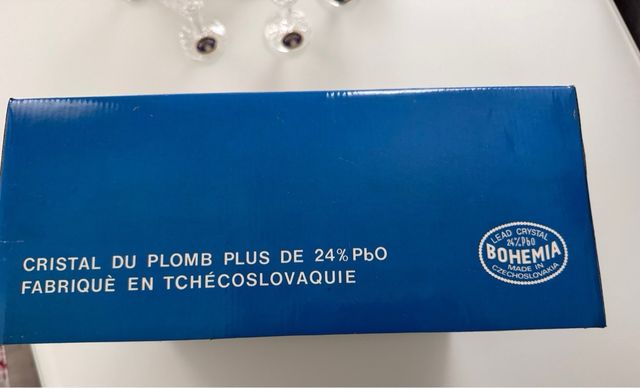 CRISTAL DU PLOMB PLUS DE 24% PbO
FABRIQUÈ EN TCHÉCOSLOVAQUIE
LEAD CRYSTAL
24% PbO
BOHEMIA
MADE IN
CZECHOSLOVAKIA